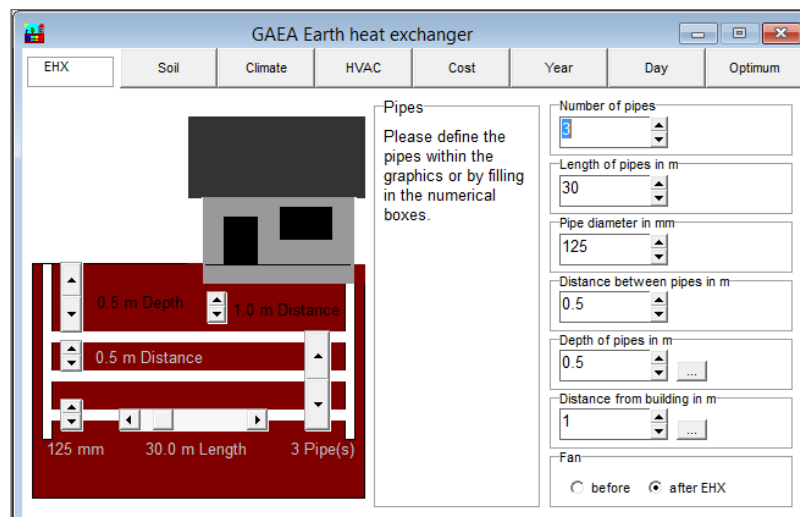 GAEA Earth heat exchanger
EHX Soil Climate HVAC Cost Year Day Optimum
Pipes
Please define the
pipes within the
graphics or by filling
in the numerical
boxes.
0.5 m Depth
1.0 m Distance
0.5 m Distance
125 mm 30.0 m Length 3 Pipe(s)
Number of pipes
3
Length of pipes in m
30
Pipe diameter in mm
125
Distance between pipes in m
0.5
Depth of pipes in m
0.5
...
Distance from building in m
1
...
Fan
before after EHX